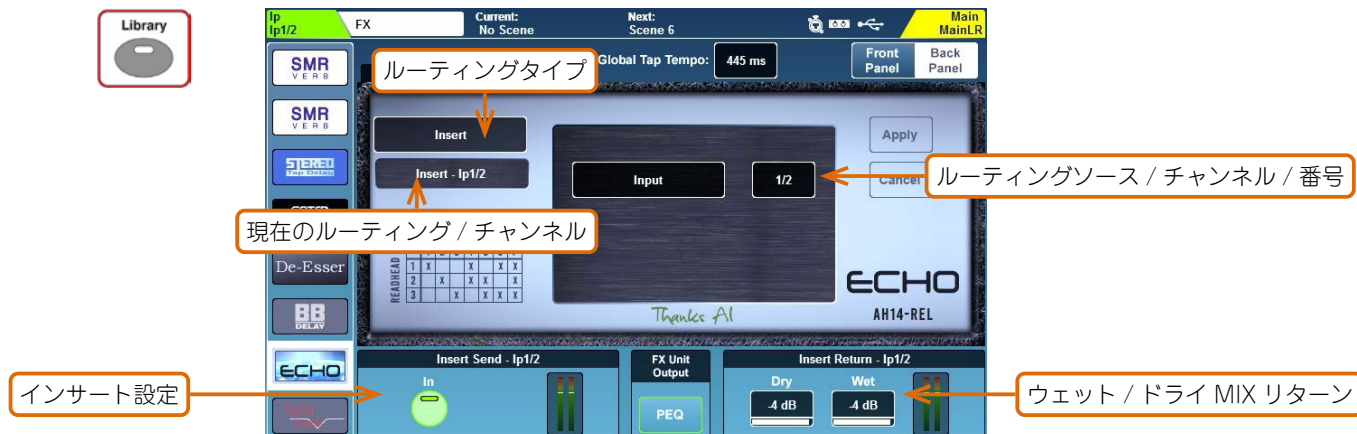 Library
Ip
Ip1/2
FX
Current:
No Scene
Next:
Scene 6
Main
MainLR
SMR
VERB
ルーティングタイプ
Global Tap Tempo:
445 ms
Front
Panel
Back
Panel
SMR
VERB
Insert
Apply
STEREO
Tap Delay
Insert - Ip1/2
Input
1/2
Cancel
ルーティングソース / チャンネル / 番号
現在のルーティング / チャンネル
De-Esser
READHEAD
1 X X X X
2 X X X X
3 X X X X
ECHO
AH14-REL
Thanks Al
BB
DELAY
ECHO
Insert Send - Ip1/2
FX Unit
Output
Insert Return - Ip1/2
インサート設定
In
PEQ
Dry
-4 dB
Wet
-4 dB
ウェット / ドライ MIX リターン